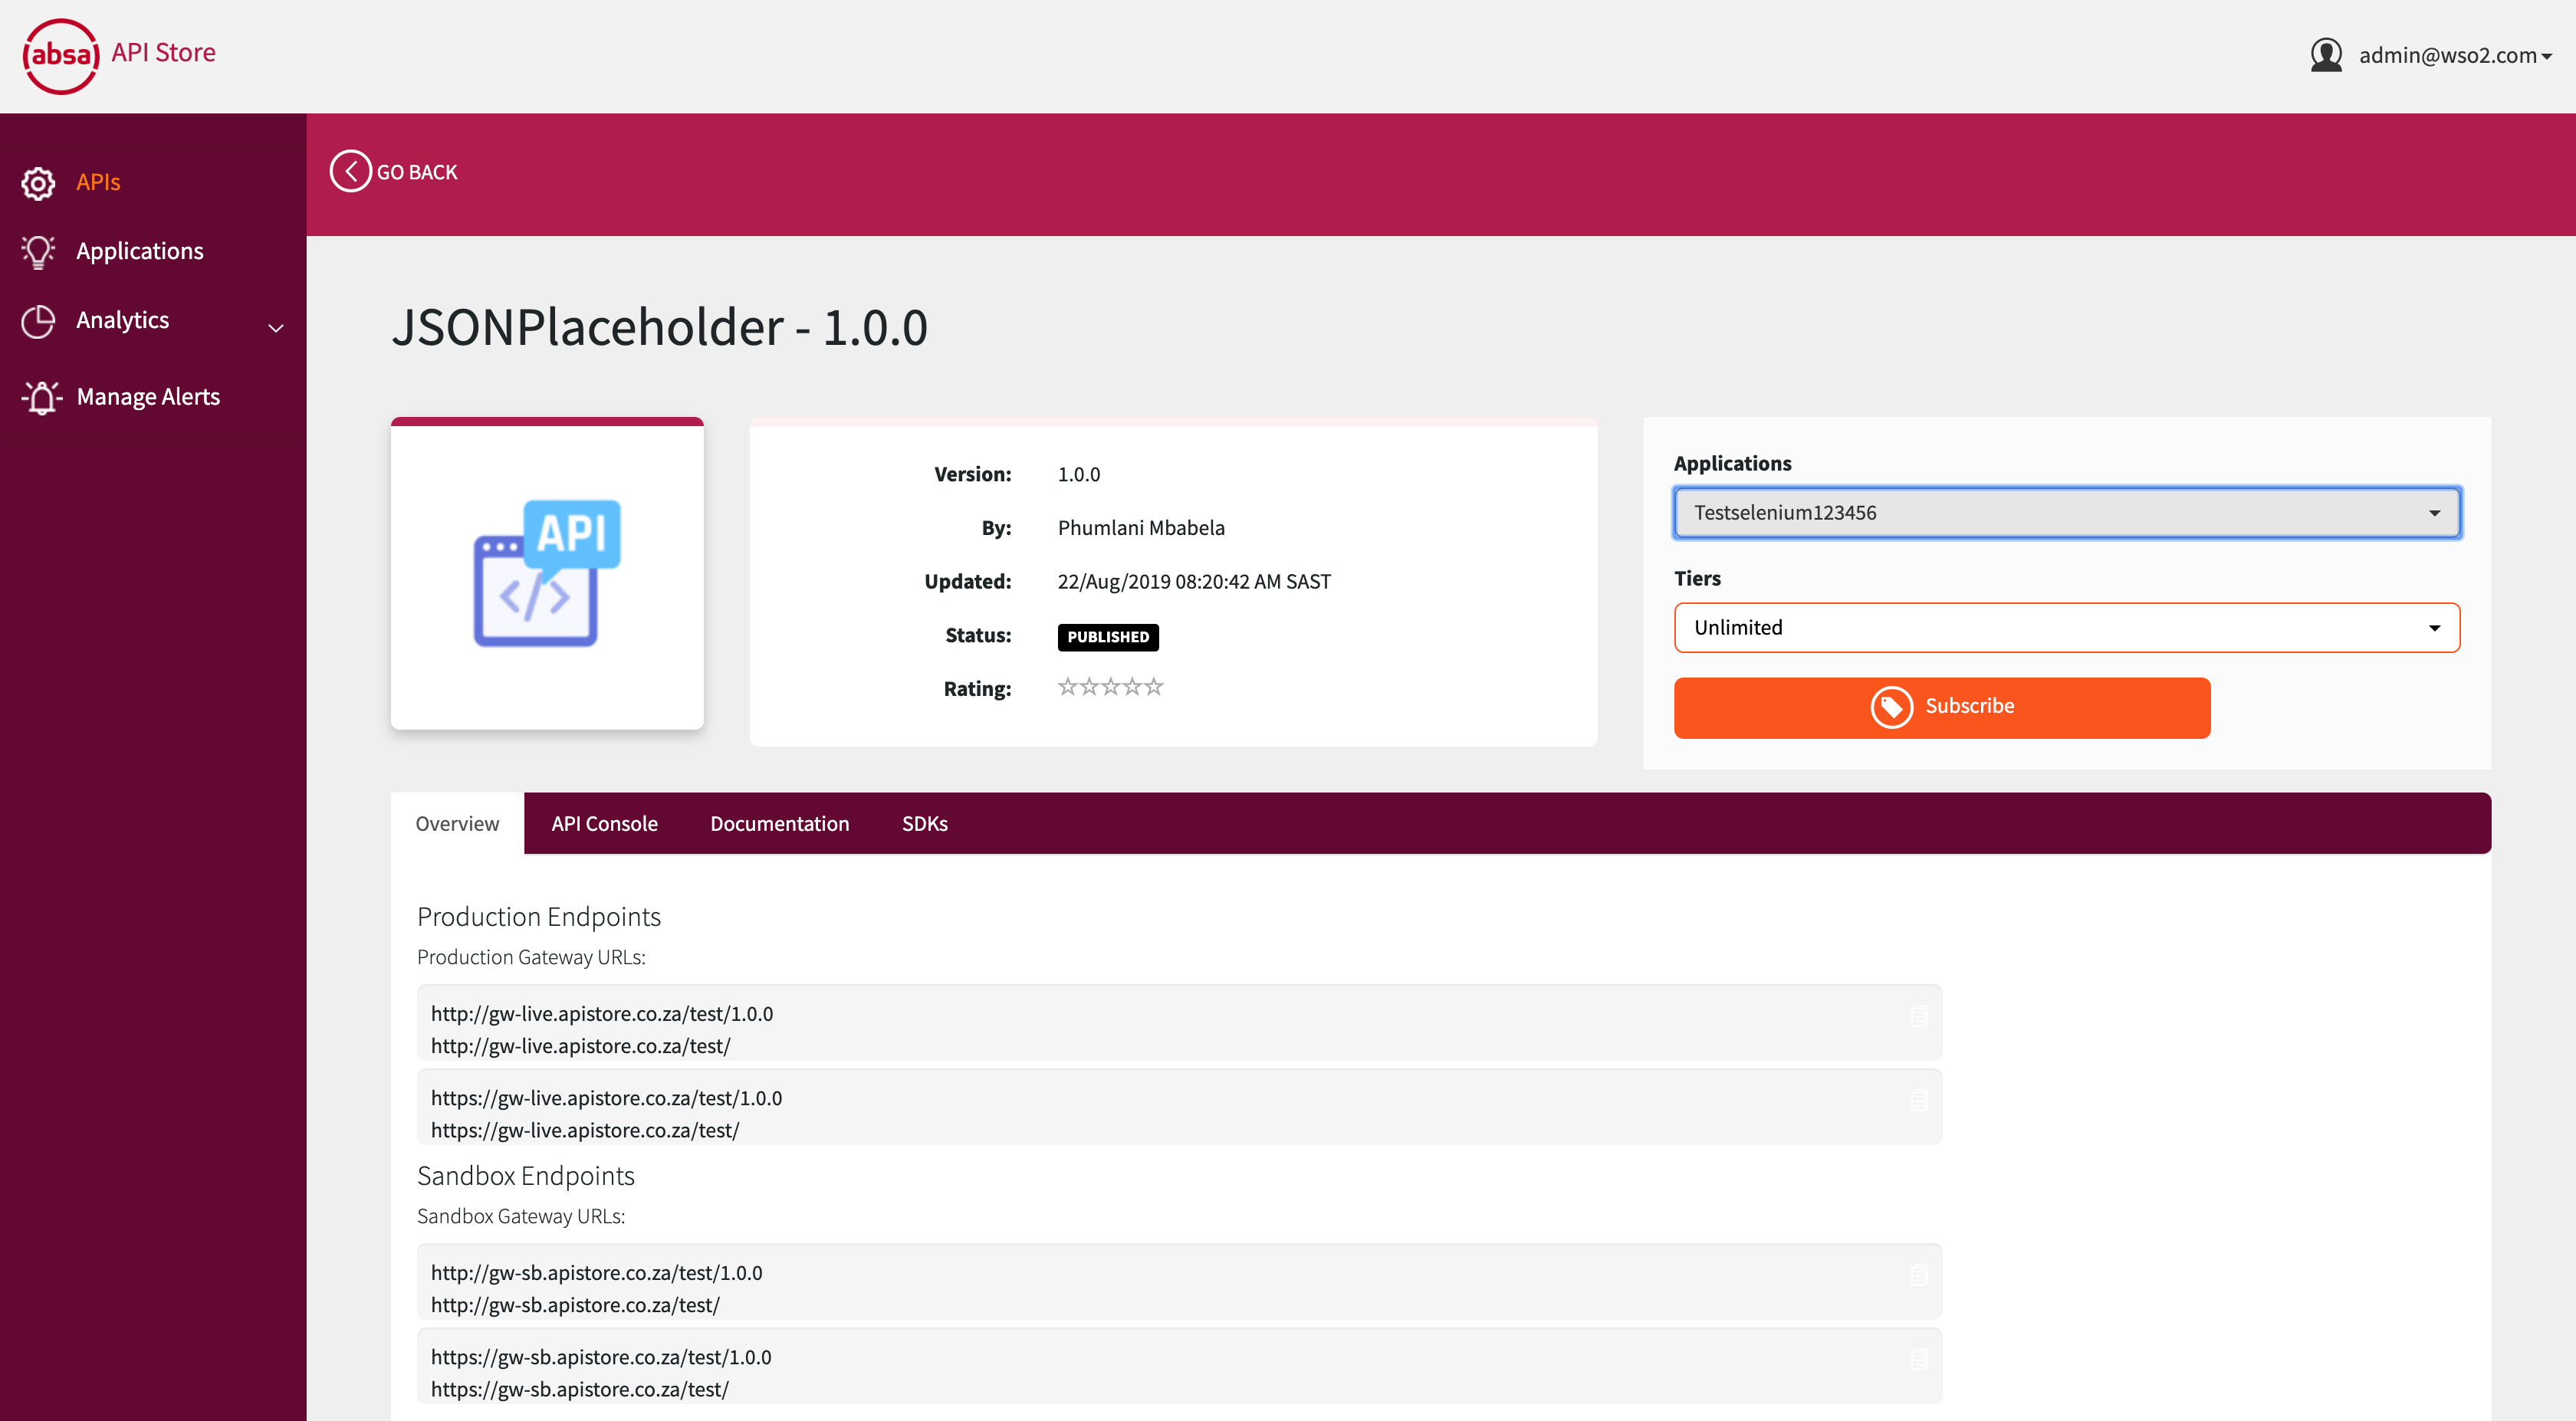 absa API Store
admin@wso2.com
APIs
Applications
Analytics
Manage Alerts
GO BACK
JSONPlaceholder - 1.0.0
API
</>
Version: 1.0.0
By: Phumlani Mbabela
Updated: 22/Aug/2019 08:20:42 AM SAST
Status: PUBLISHED
Rating:
Applications
Testselenium123456
Tiers
Unlimited
Subscribe
Overview API Console Documentation SDKs
Production Endpoints
Production Gateway URLs:
http://gw-live.apistore.co.za/test/1.0.0
http://gw-live.apistore.co.za/test/
https://gw-live.apistore.co.za/test/1.0.0
https://gw-live.apistore.co.za/test/
Sandbox Endpoints
Sandbox Gateway URLs:
http://gw-sb.apistore.co.za/test/1.0.0
http://gw-sb.apistore.co.za/test/
https://gw-sb.apistore.co.za/test/1.0.0
https://gw-sb.apistore.co.za/test/